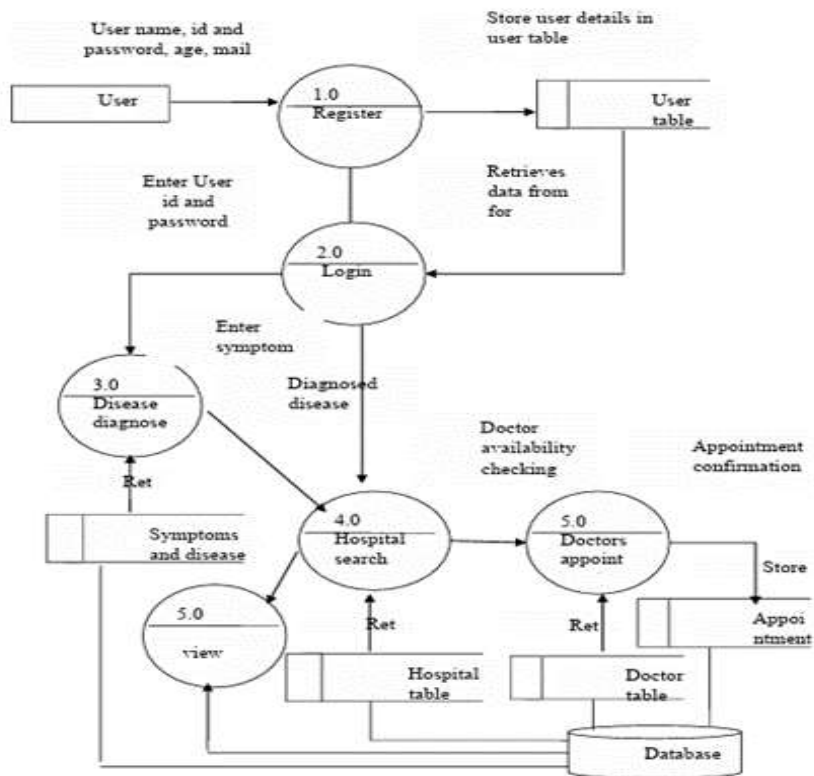 User name, id and
password, age, mail
Store user details in
user table
User
1.0
Register
User
table
Enter User
id and
password
Retrieves
data from
for
2.0
Login
Enter
symptom
Diagnosed
disease
3.0
Disease
diagnose
Doctor
availability
checking
Appointment
confirmation
Ret
Symptoms
and disease
4.0
Hospital
search
5.0
Doctors
appoint
Store
5.0
view
Ret
Hospital
table
Ret
Doctor
table
Appoi
ntment
Database